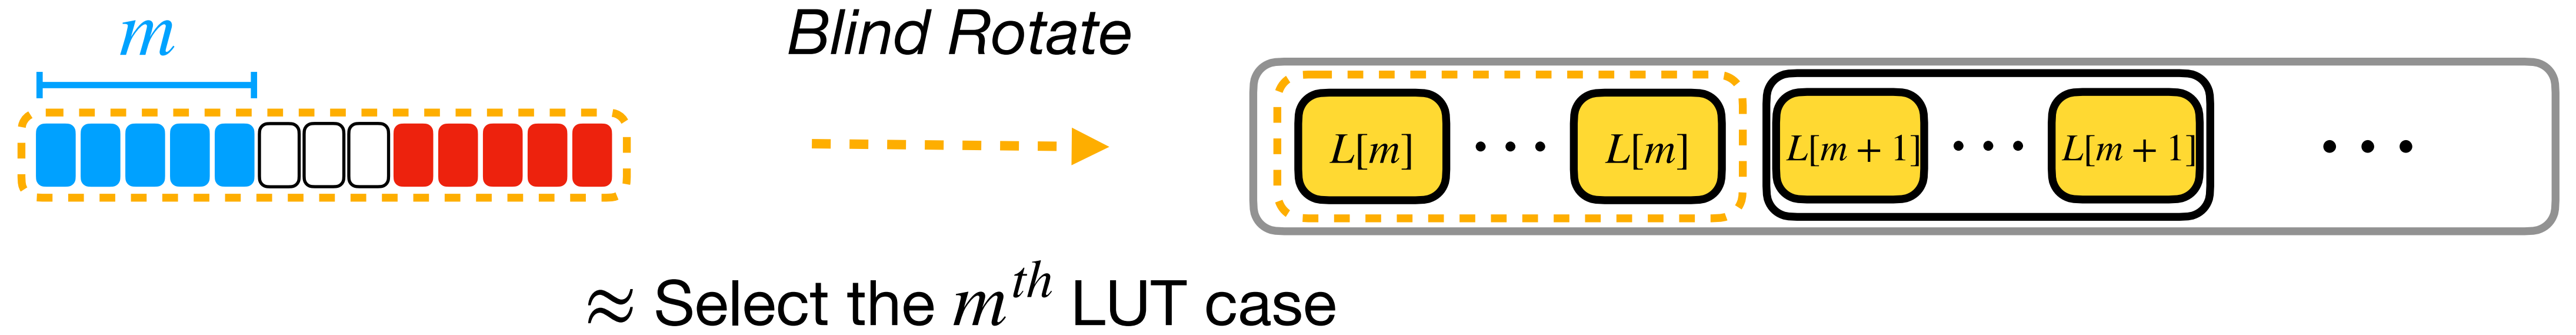 m
Blind Rotate
L[m] ··· L[m] L[m + 1] ··· L[m + 1] ···
≈ Select the m^th LUT case